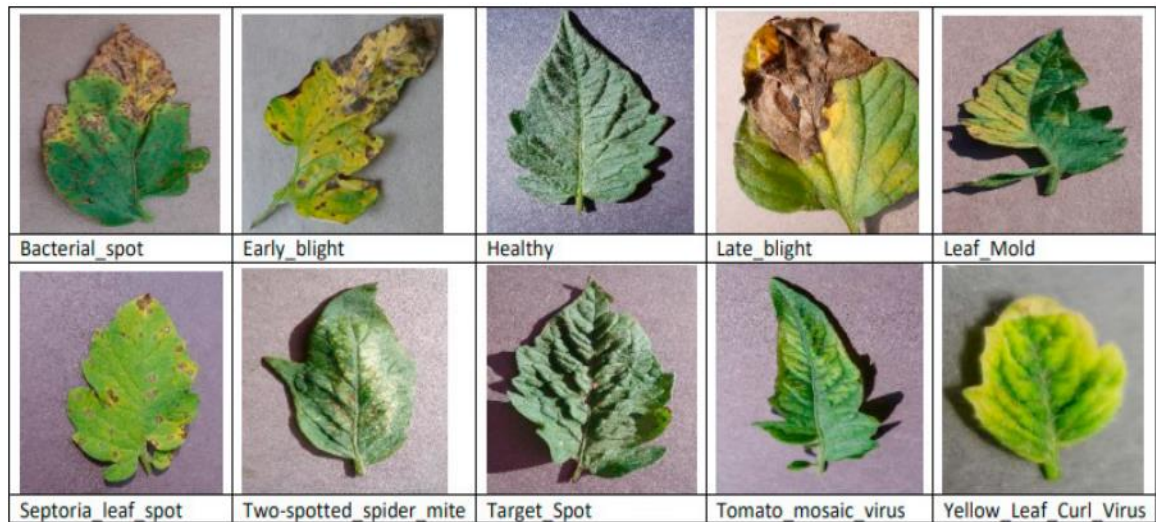 Bacterial_spot
Early_blight
Healthy
Late_blight
Leaf_Mold
Septoria_leaf_spot
Two-spotted_spider_mite
Target_Spot
Tomato_mosaic_virus
Yellow_Leaf_Curl_Virus